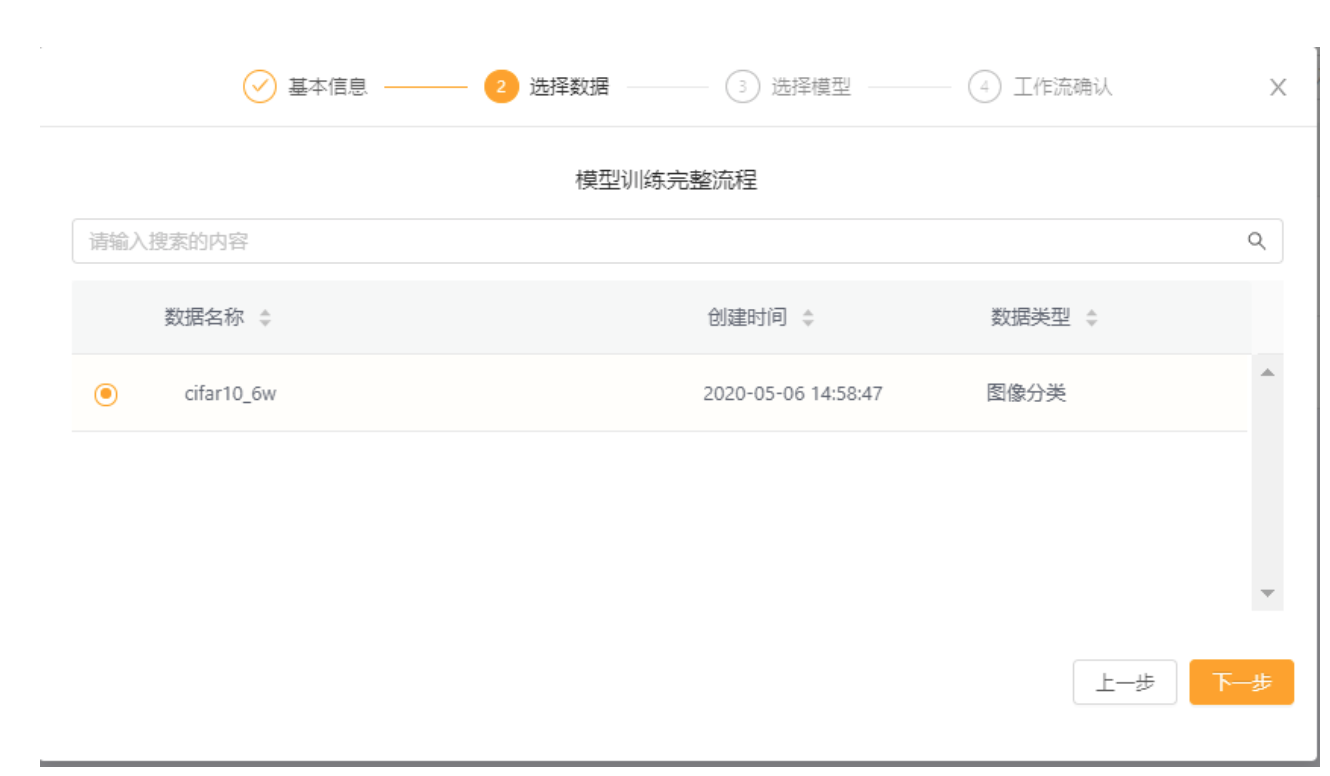 基本信息 2 选择数据 3 选择模型 4 工作流确认
模型训练完整流程
请输入搜索的内容
数据名称 创建时间 数据类型
cifar10_6w 2020-05-06 14:58:47 图像分类
上一步 下一步